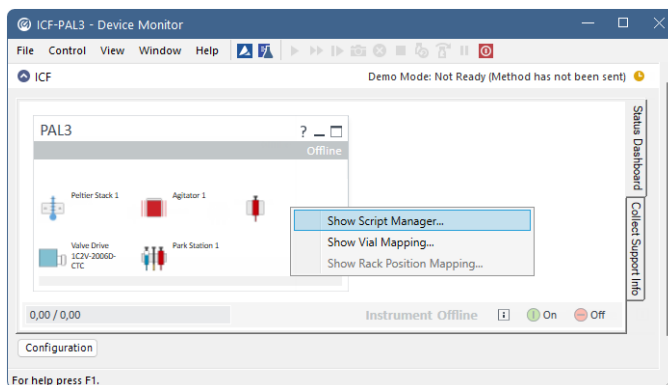 ICF-PAL3 - Device Monitor
File Control View Window Help
ICF
Demo Mode: Not Ready (Method has not been sent)
PAL3
?
Offline
Peltier Stack 1
Agitator 1
Valve Drive
1C2V-2006D-
CTC
Park Station 1
Show Script Manager...
Show Vial Mapping...
Show Rack Position Mapping...
Status Dashboard
Collect Support Info
0,00 / 0,00
Instrument Offline
i
On
Off
Configuration
For help press F1.